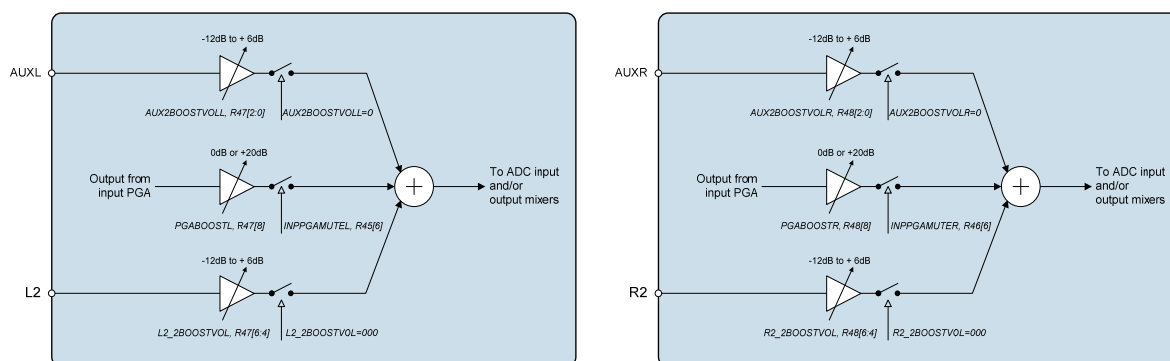 -12dB to + 6dB
AUXL
AUX2BOOSTVOLL, R47[2:0]
AUX2BOOSTVOLL=0
0dB or +20dB
Output from
input PGA
To ADC input
and/or
output mixers
PGABOOSTL, R47[8]
INPPGAMUTEL, R45[6]
-12dB to + 6dB
L2
L2_2BOOSTVOL, R47[6:4]
L2_2BOOSTV0L=000
-12dB to + 6dB
AUXR
AUX2BOOSTVOLR, R48[2:0]
AUX2BOOSTVOLR=0
0dB or +20dB
Output from
input PGA
To ADC input
and/or
output mixers
PGABOOSTR, R48[8]
INPPGAMUTER, R46[6]
-12dB to + 6dB
R2
R2_2BOOSTVOL, R48[6:4]
R2_2BOOSTV0L=000